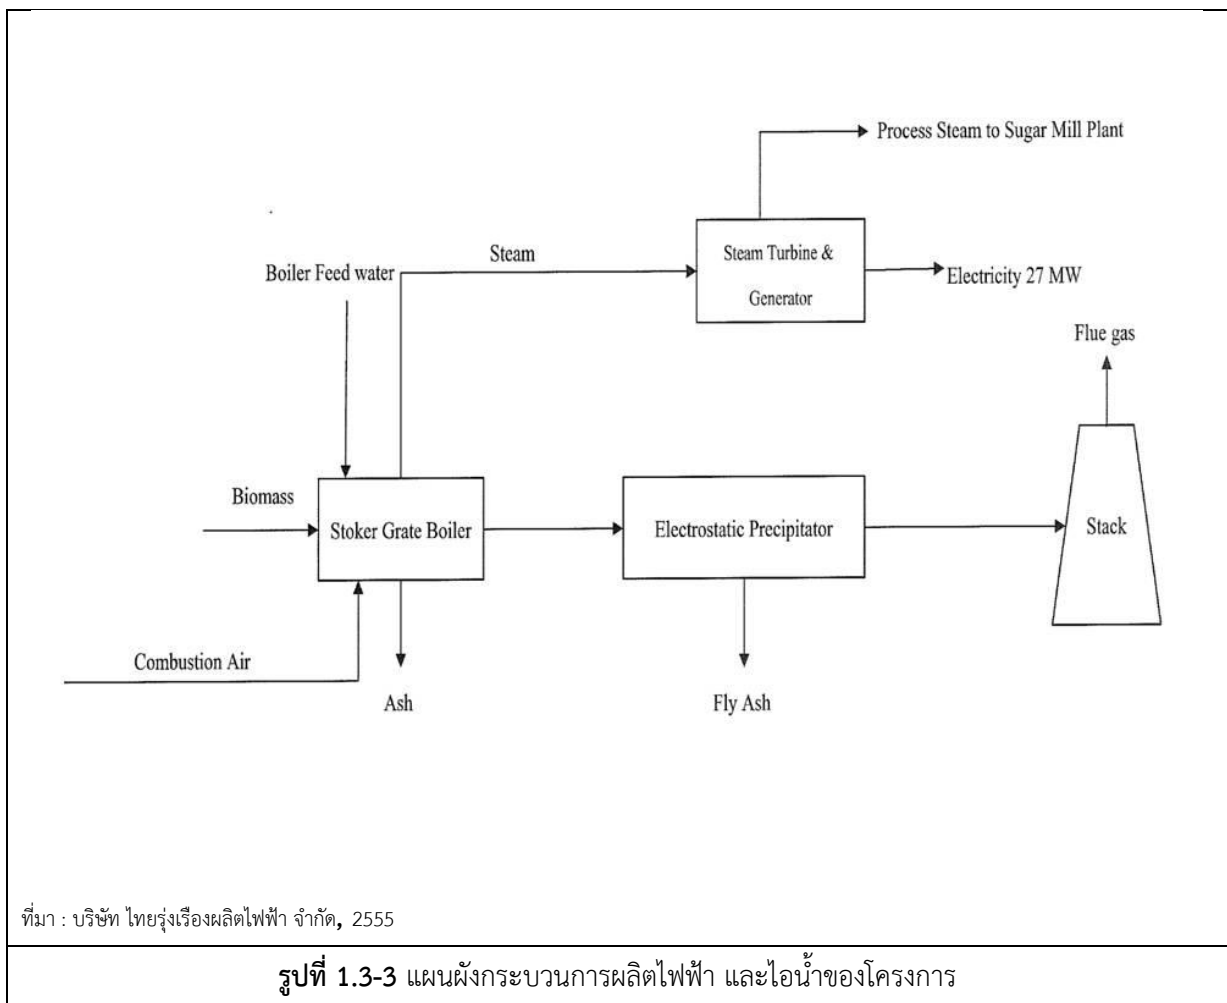 Process Steam to Sugar Mill Plant
Steam
Steam Turbine &
Generator
Boiler Feed water
Electricity 27 MW
Flue gas
Biomass
Stoker Grate Boiler
Electrostatic Precipitator
Stack
Combustion Air
Ash
Fly Ash
ที่มา : บริษัท ไทยรุ่งเรืองผลิตไฟฟ้า จำกัด, 2555
รูปที่ 1.3-3 แผนผังกระบวนการผลิตไฟฟ้า และไอน้ำของโครงการ